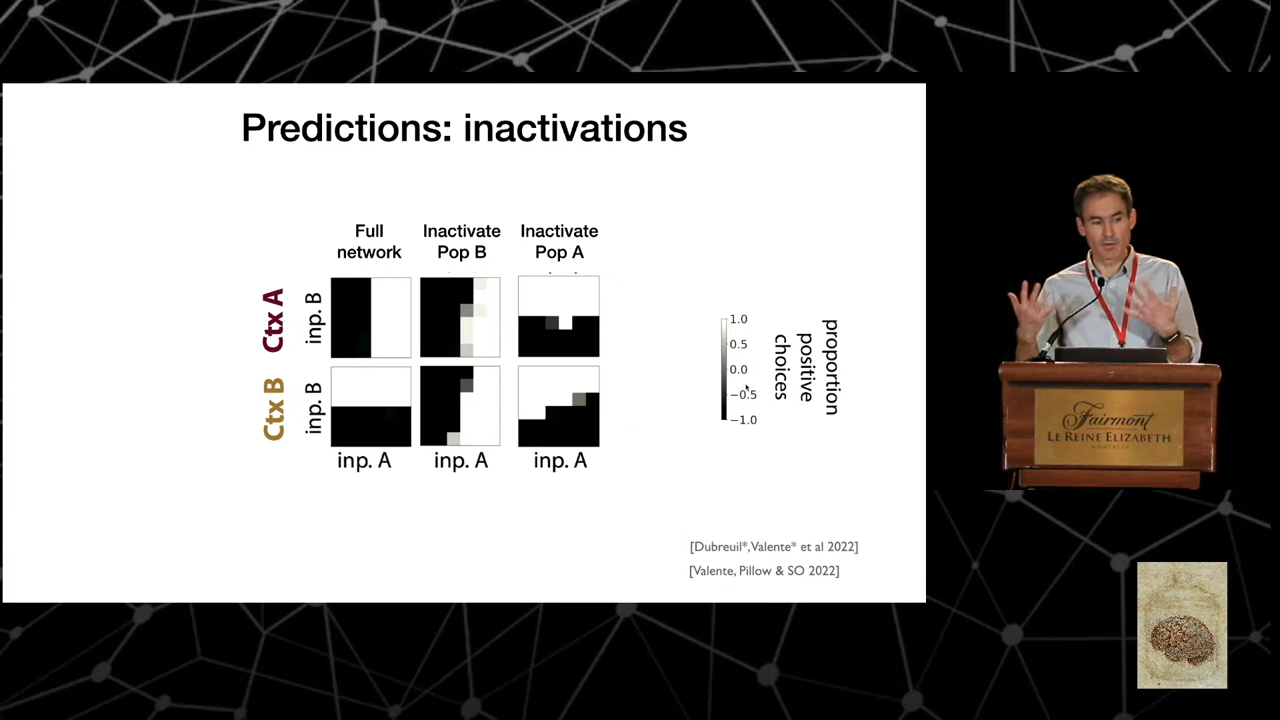 Predictions: inactivations
Full
network
Inactivate
Pop B
Inactivate
Pop A
Ctx A
inp. B
Ctx B
inp. B
inp. A
inp. A
inp. A
1.0
0.5
0.0
−0.5
−1.0
proportion
positive
choices
[Dubreuil*,Valente* et al 2022]
[Valente, Pillow & SO 2022]
Fairmont
LE REINE ELIZABETH